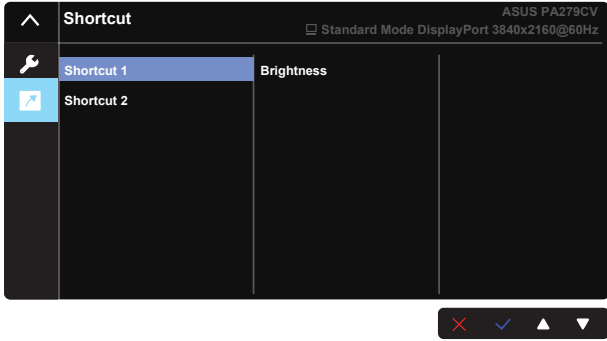 Shortcut
ASUS PA279CV
Standard Mode DisplayPort 3840x2160@60Hz
Shortcut 1
Brightness
Shortcut 2